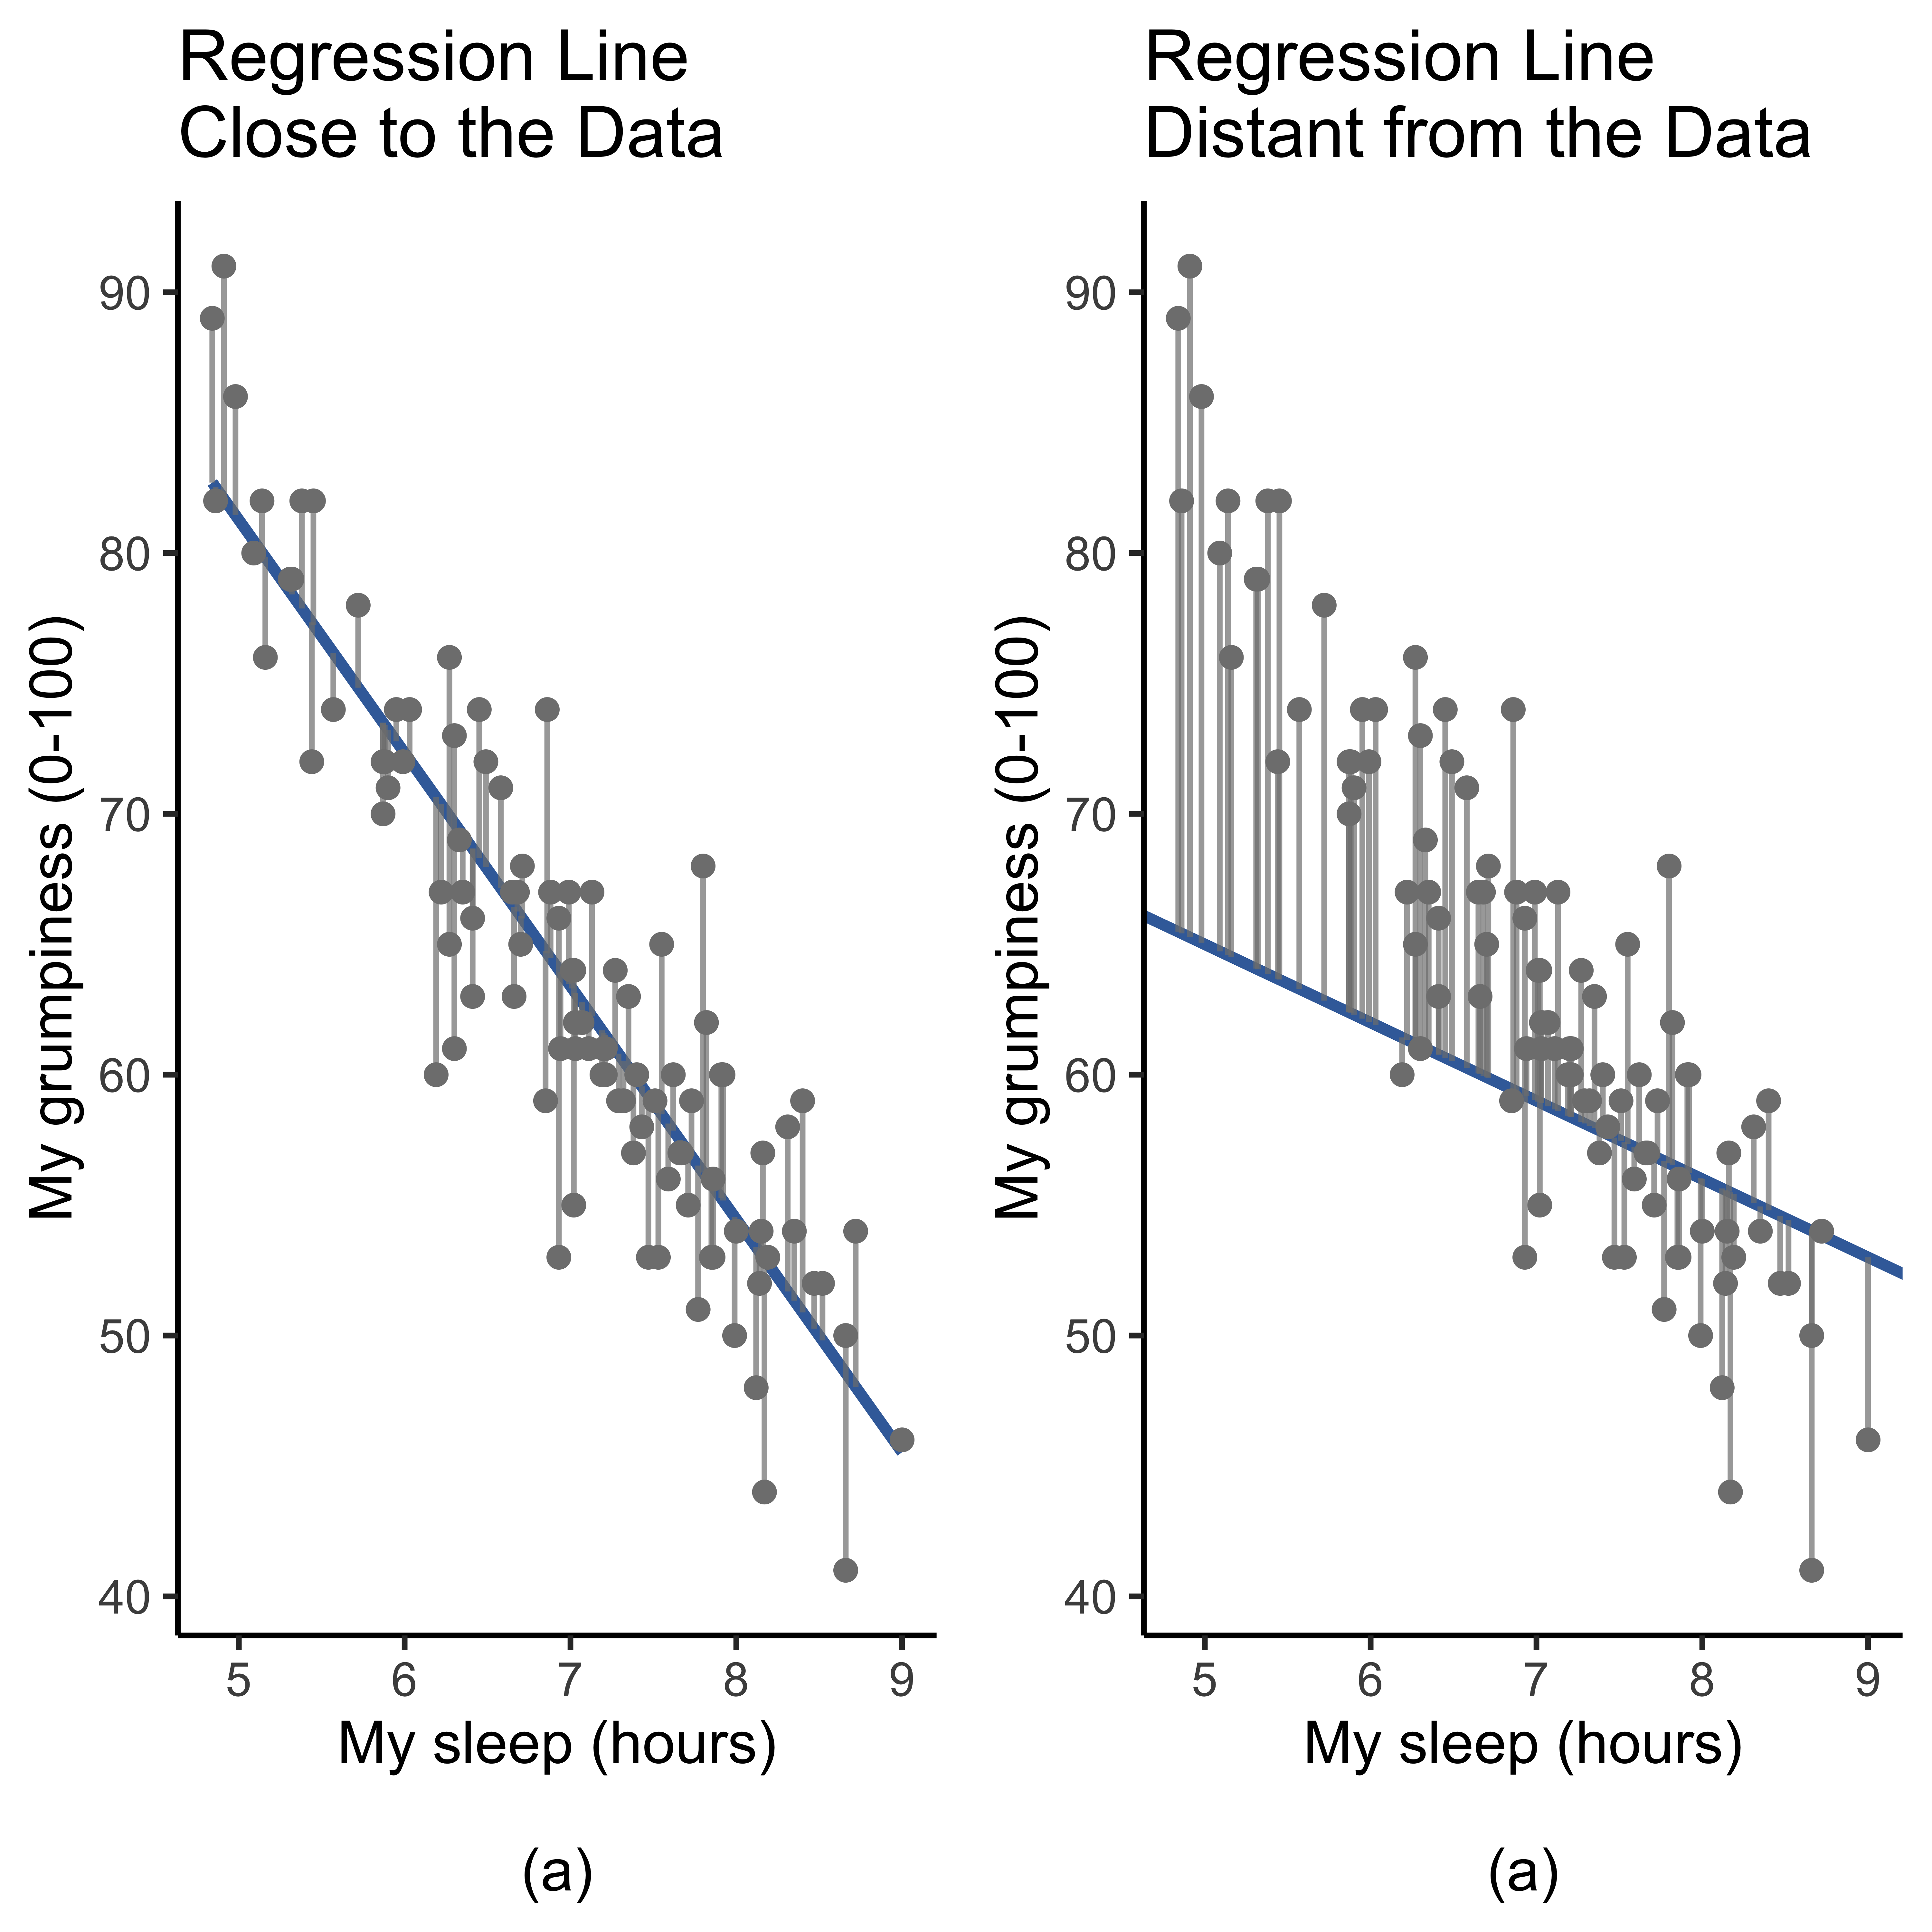 Regression Line
Close to the Data
My grumpiness (0-100)
90
80
70
60
50
40
5 6 7 8 9
My sleep (hours)
(a)
Regression Line
Distant from the Data
My grumpiness (0-100)
90
80
70
60
50
40
5 6 7 8 9
My sleep (hours)
(a)